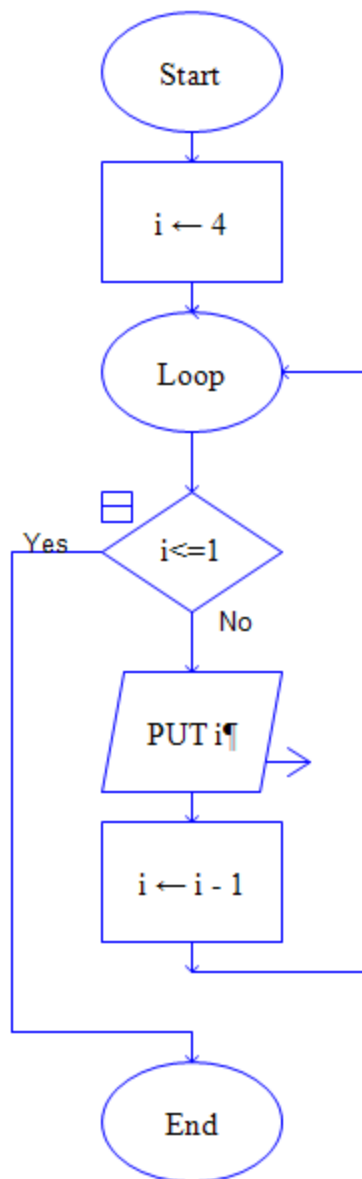 Start
i ← 4
Loop
i<=1
Yes
No
PUT i¶
i ← i - 1
End